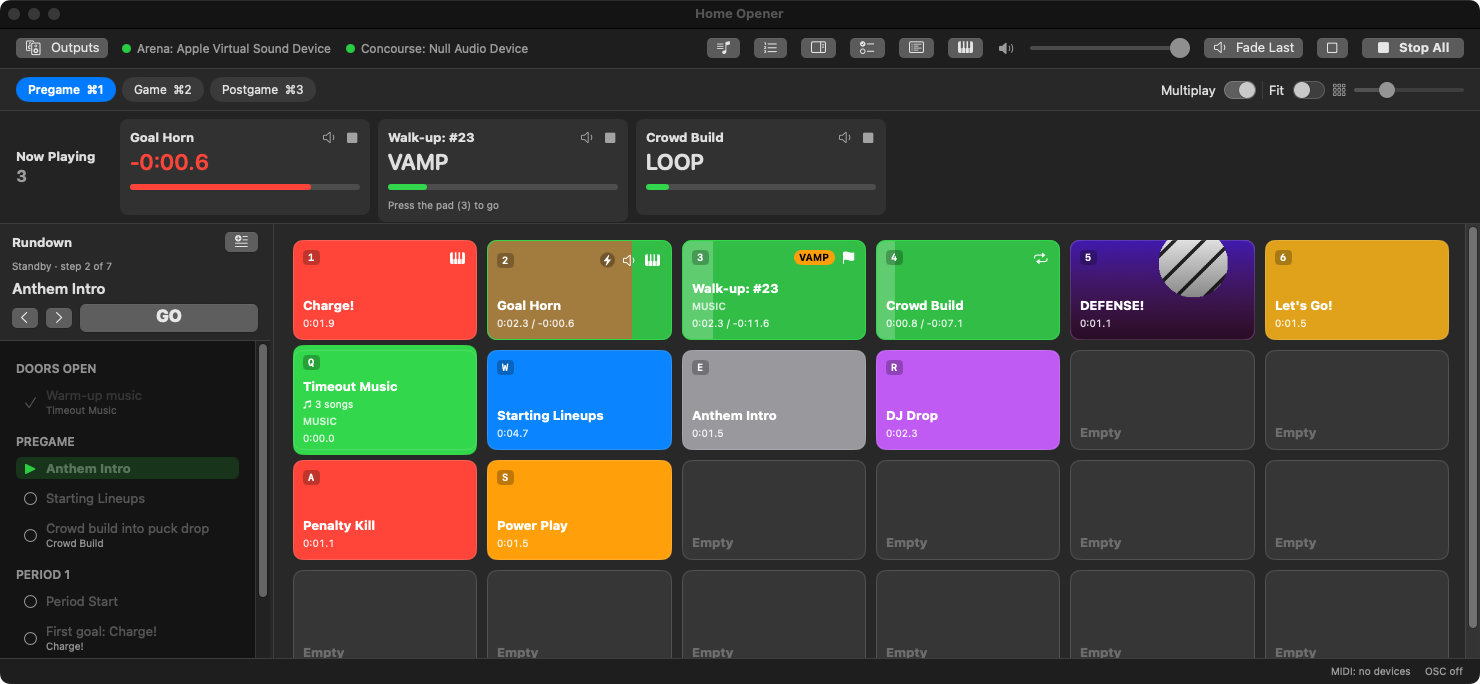 Home Opener
Outputs
Arena: Apple Virtual Sound Device
Concourse: Null Audio Device
Fade Last
Stop All
Pregame ⌘1
Game ⌘2
Postgame ⌘3
Multiplay
Fit
Now Playing
3
Goal Horn
-0:00.6
Walk-up: #23
VAMP
Press the pad (3) to go
Crowd Build
LOOP
Rundown
Standby · step 2 of 7
Anthem Intro
GO
DOORS OPEN
Warm-up music
Timeout Music
PREGAME
Anthem Intro
Starting Lineups
Crowd build into puck drop
Crowd Build
PERIOD 1
Period Start
First goal: Charge!
Charge!
1
Charge!
0:01.9
2
Goal Horn
0:02.3 / -0:00.6
3
VAMP
Walk-up: #23
MUSIC
0:02.3 / -0:11.6
4
Crowd Build
0:00.8 / -0:07.1
5
DEFENSE!
0:01.1
6
Let's Go!
0:01.5
Q
Timeout Music
3 songs
MUSIC
0:00.0
W
Starting Lineups
0:04.7
E
Anthem Intro
0:01.5
R
DJ Drop
0:02.3
Empty
Empty
A
Penalty Kill
0:01.1
S
Power Play
0:01.5
Empty
Empty
Empty
Empty
Empty
Empty
Empty
Empty
Empty
Empty
MIDI: no devices
OSC off